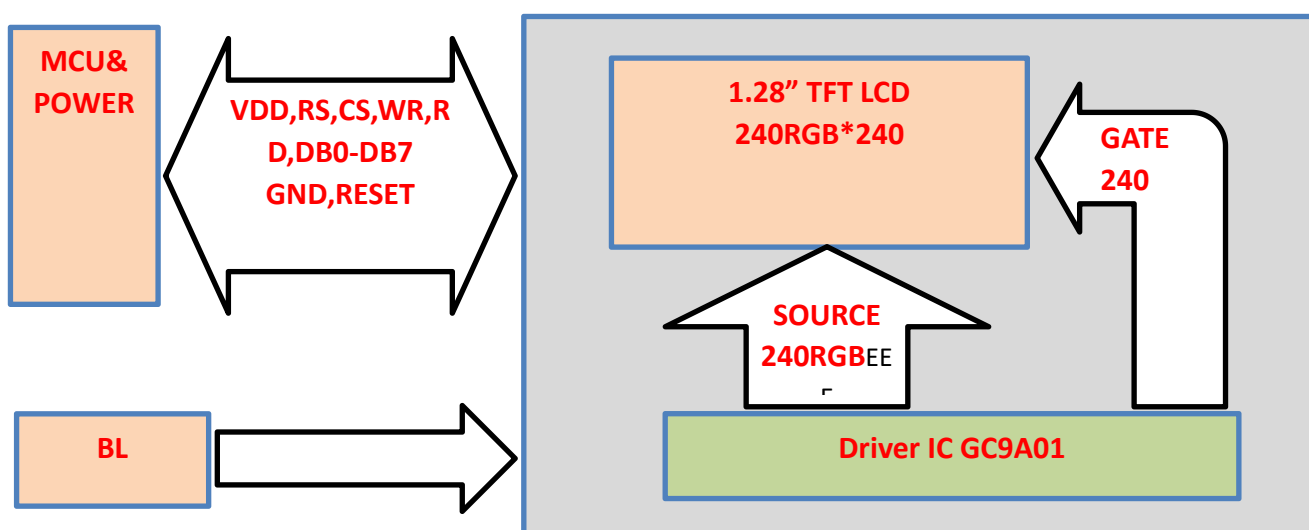 MCU&
POWER
VDD,RS,CS,WR,R
D,DB0-DB7
GND,RESET
1.28” TFT LCD
240RGB*240
GATE
240
SOURCE
240RGBEE
BL
Driver IC GC9A01